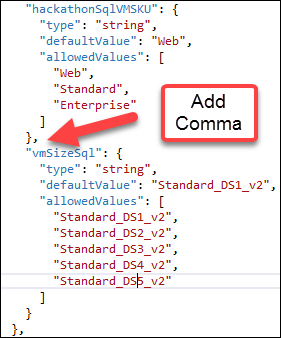 "hackathonSqlVMSKU": {
"type": "string",
"defaultValue": "Web",
"allowedValues": [
"Web",
"Standard",
"Enterprise"
]
},
Add
Comma
"vmSizeSql": {
"type": "string",
"defaultValue": "Standard_DS1_v2",
"allowedValues": [
"Standard_DS1_v2",
"Standard_DS2_v2",
"Standard_DS3_v2",
"Standard_DS4_v2",
"Standard_DS5_v2"
]
}
},